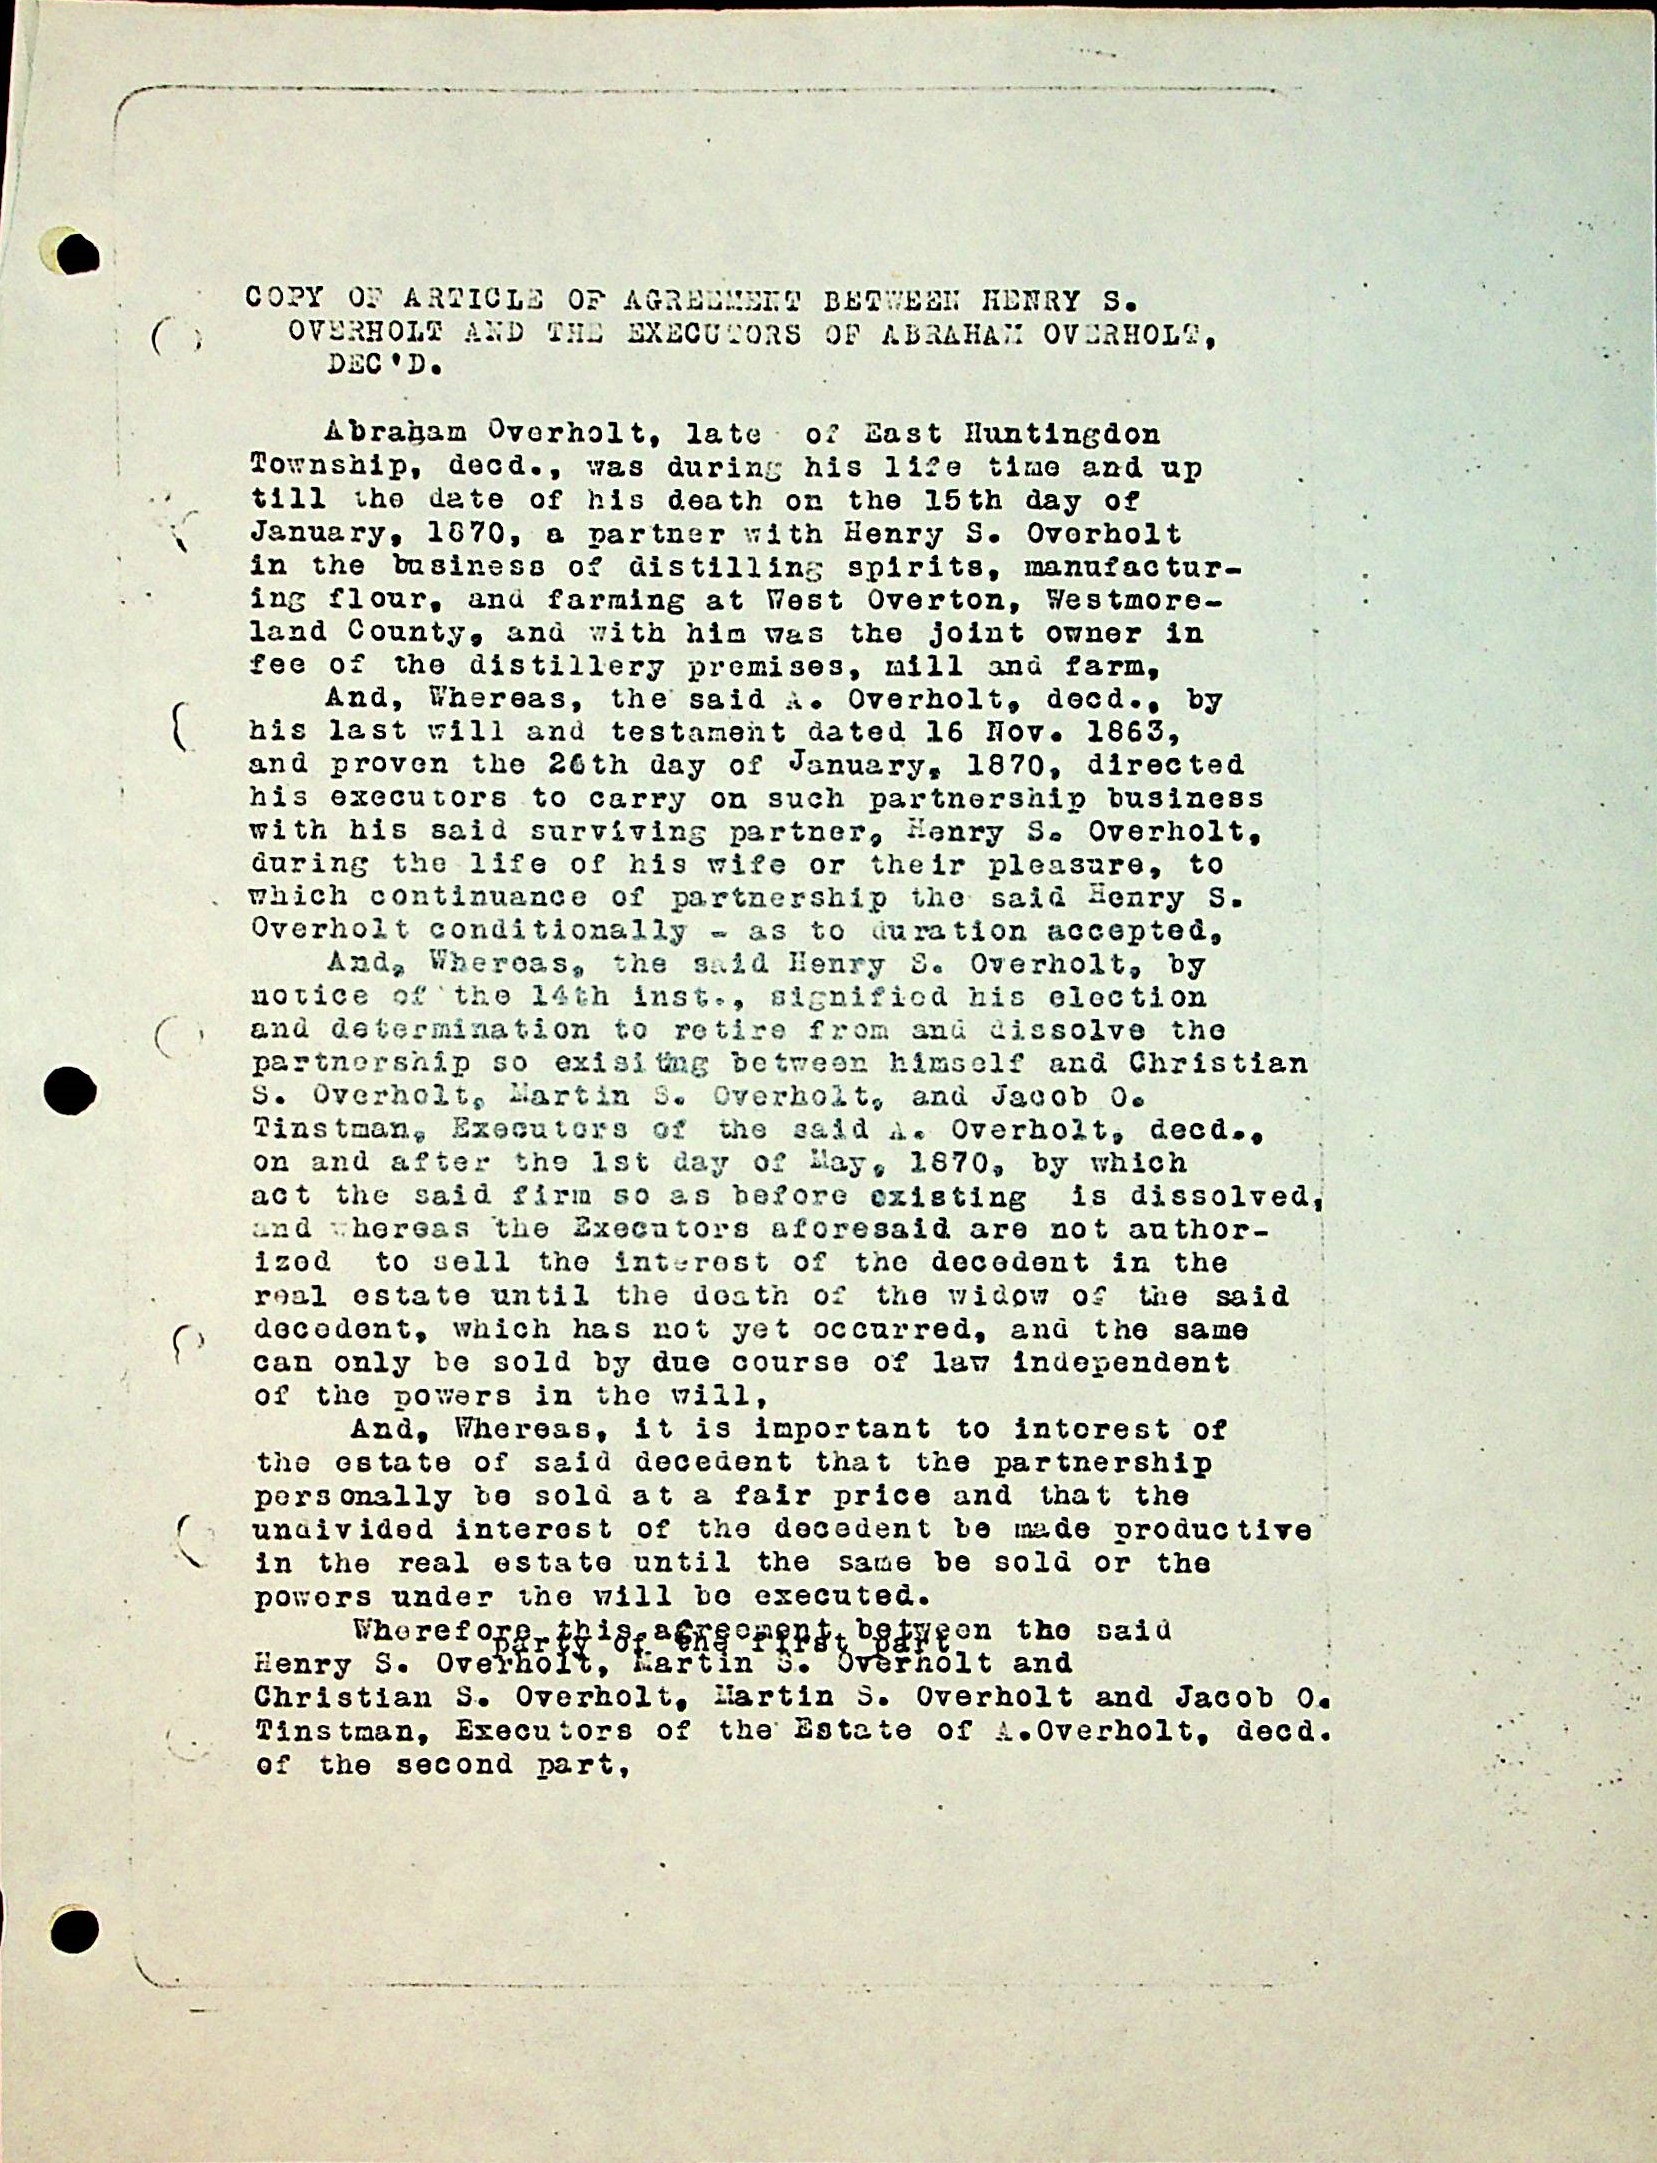 COPY OF ARTICLE OF AGREEMENT BETWEEN HENRY S.
OVERHOLT AND THE EXECUTORS OF ABRAHAM OVERHOLT,
DEC'D.
Abraham Overholt, late of East Huntingdon
Township, decd., was during his life time and up
till the date of his death on the 15th day of
January, 1870, a partner with Henry S. Overholt
in the business of distilling spirits, manufactur-
ing flour, and farming at West Overton, Westmore-
land County, and with him was the joint owner in
fee of the distillery premises, mill and farm,
And, Whereas, the said A. Overholt, decd., by
his last will and testament dated 16 Nov. 1863,
and proven the 26th day of January, 1870, directed
his executors to carry on such partnership business
with his said surviving partner, Henry S. Overholt,
during the life of his wife or their pleasure, to
which continuance of partnership the said Henry S.
Overholt conditionally - as to duration accepted,
And, Whereas, the said Henry S. Overholt, by
notice of the 14th inst., signified his election
and determination to retire from and dissolve the
partnership so exisitng between himself and Christian
S. Overholt, Martin S. Overholt, and Jacob O.
Tinstman, Executors of the said A. Overholt, decd.,
on and after the 1st day of May, 1870, by which
act the said firm so as before existing is dissolved,
and whereas the Executors aforesaid are not author-
ized to sell the interest of the decedent in the
real estate until the death of the widow of the said
decedent, which has not yet occurred, and the same
can only be sold by due course of law independent
of the powers in the will,
And, Whereas, it is important to interest of
the estate of said decedent that the partnership
personally be sold at a fair price and that the
undivided interest of the decedent be made productive
in the real estate until the same be sold or the
powers under the will be executed.
Wherefore this agreement between the said
party of the first part
Henry S. Overholt, Martin S. Overholt and
Christian S. Overholt, Martin S. Overholt and Jacob O.
Tinstman, Executors of the Estate of A.Overholt, decd.
of the second part,